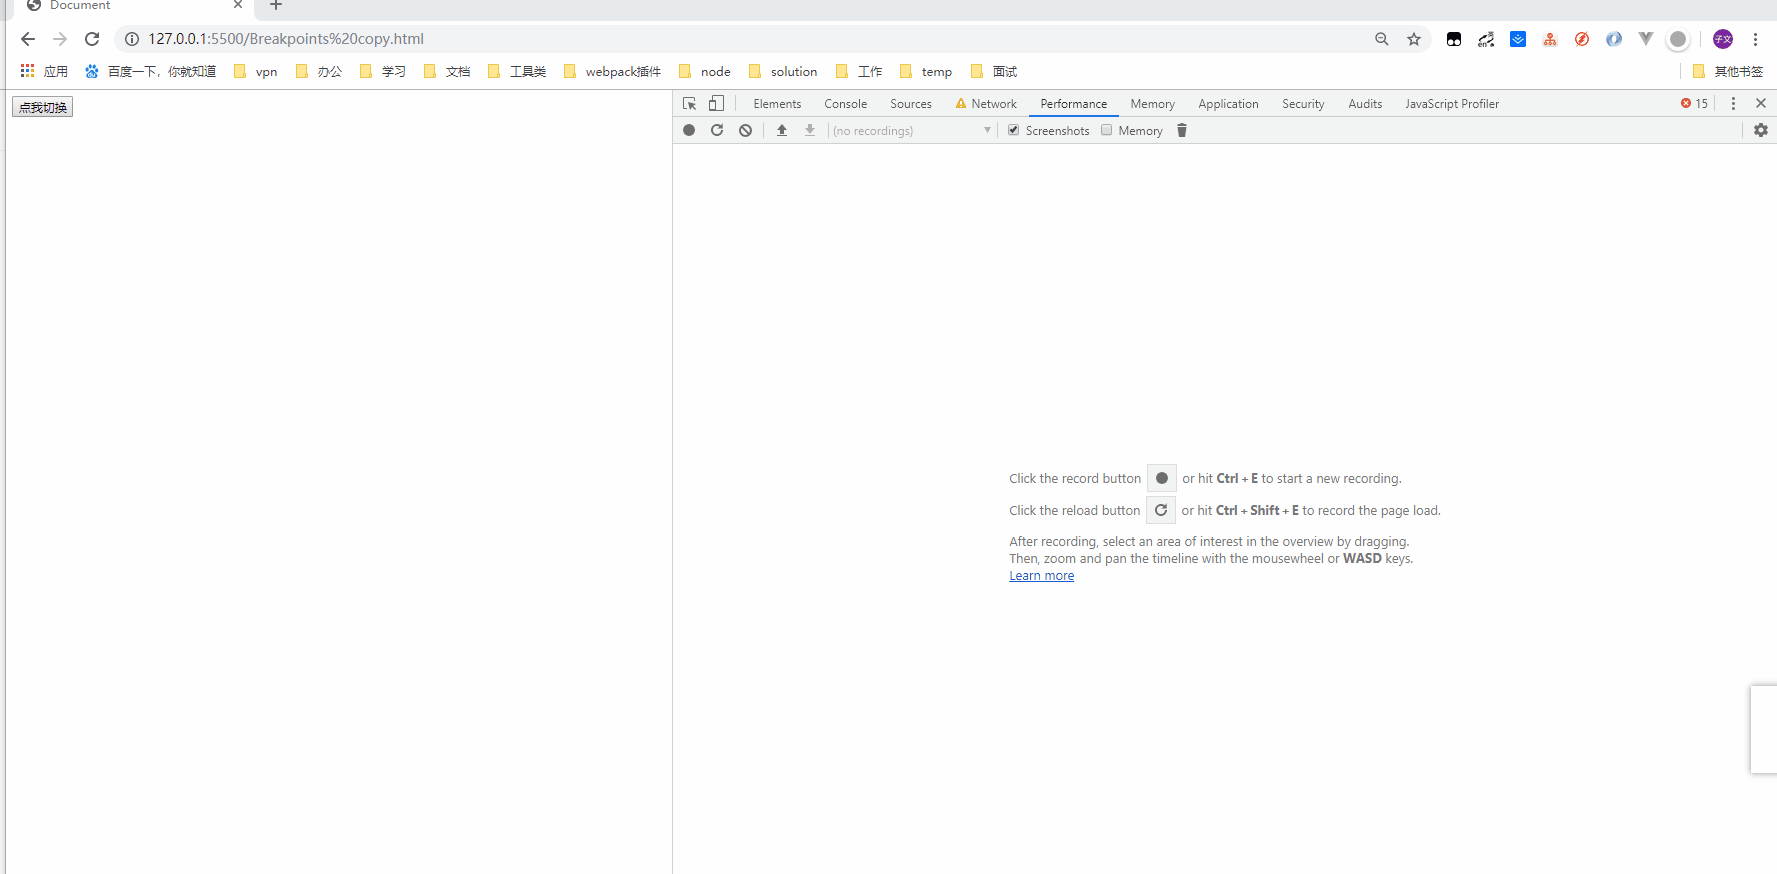 Document
127.0.0.1:5500/Breakpoints%20copy.html
en 英 子文
应用 百度一下，你就知道 vpn 办公 学习 文档 工具类 webpack插件 node solution 工作 temp 面试 其他书签
点我切换
Elements Console Sources Network Performance Memory Application Security Audits JavaScript Profiler 15
(no recordings) Screenshots Memory
Click the record button or hit Ctrl + E to start a new recording.
Click the reload button or hit Ctrl + Shift + E to record the page load.
After recording, select an area of interest in the overview by dragging.
Then, zoom and pan the timeline with the mousewheel or WASD keys.
Learn more